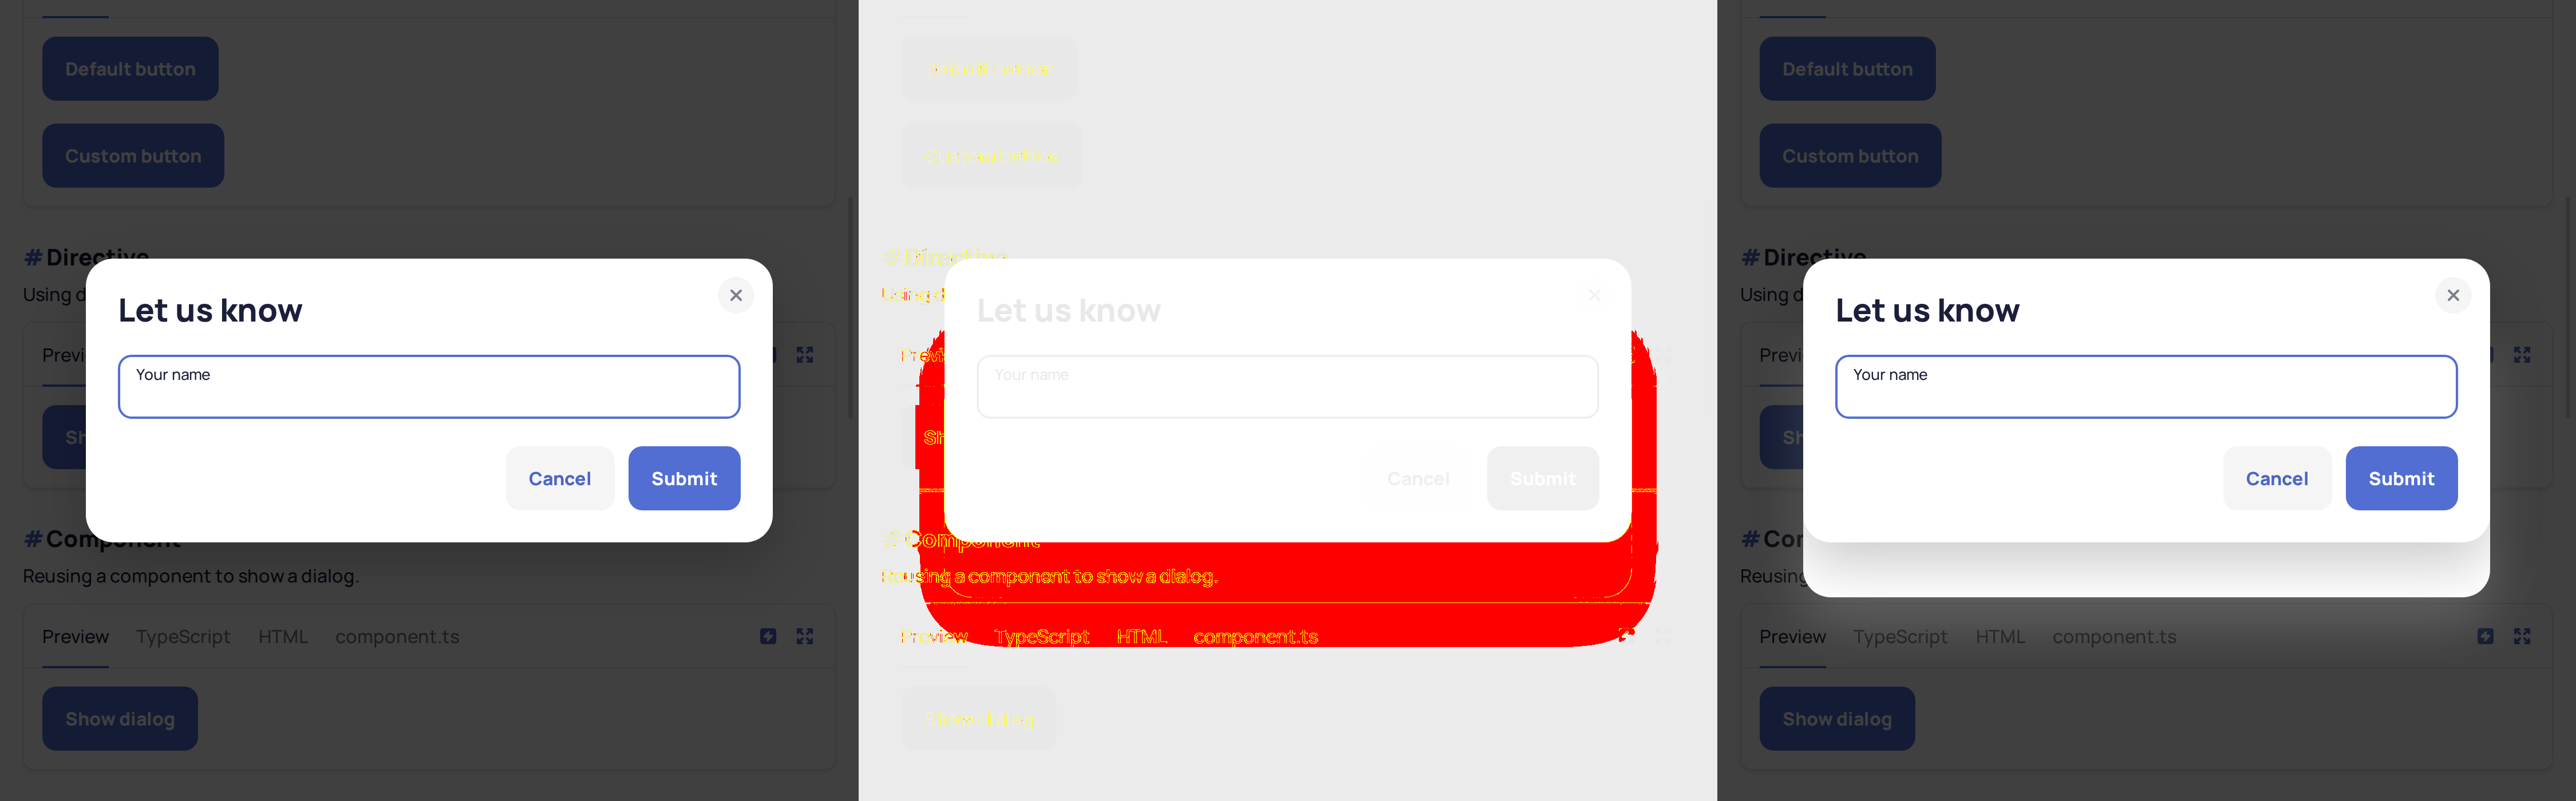 Default button
Custom button
# Directive
Using d
Previ
Sh
Let us know
Your name
Cancel
Submit
# Component
Reusing a component to show a dialog.
Preview TypeScript HTML component.ts
Show dialog
Default button
Custom button
# Directive
Using d
Previ
Sh
Let us know
Your name
Cancel
Submit
# Component
Reusing a component to show a dialog.
Preview TypeScript HTML component.ts
Show dialog
Default button
Custom button
# Directive
Using d
Previ
Sh
Let us know
Your name
Cancel
Submit
# Com
Reusing
Preview TypeScript HTML component.ts
Show dialog